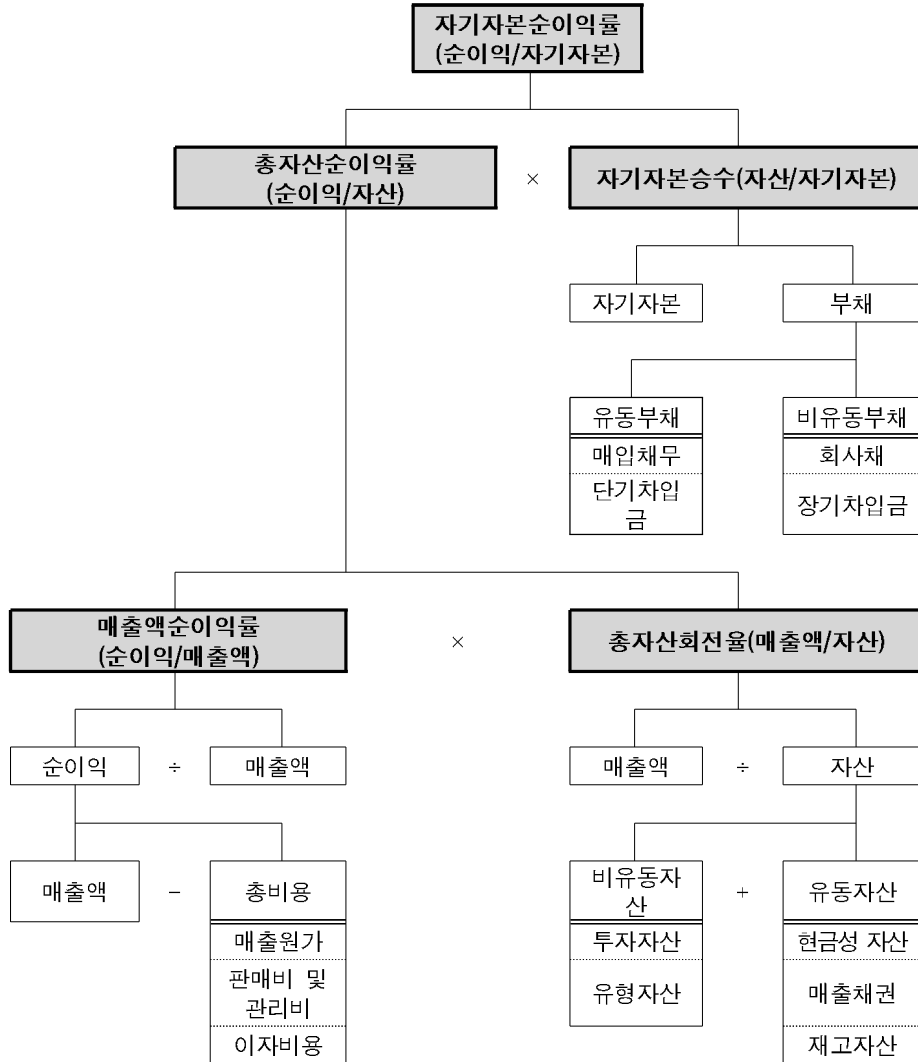 자기자본순이익률
(순이익/자기자본)
총자산순이익률
(순이익/자산)
×
자기자본승수(자산/자기자본)
자기자본
부채
유동부채
비유동부채
매입채무
회사채
단기차입
금
장기차입금
매출액순이익률
(순이익/매출액)
×
총자산회전율(매출액/자산)
순이익
÷
매출액
매출액
÷
자산
매출액
−
총비용
비유동자
산
+
유동자산
매출원가
투자자산
현금성 자산
판매비 및
관리비
유형자산
매출채권
이자비용
재고자산